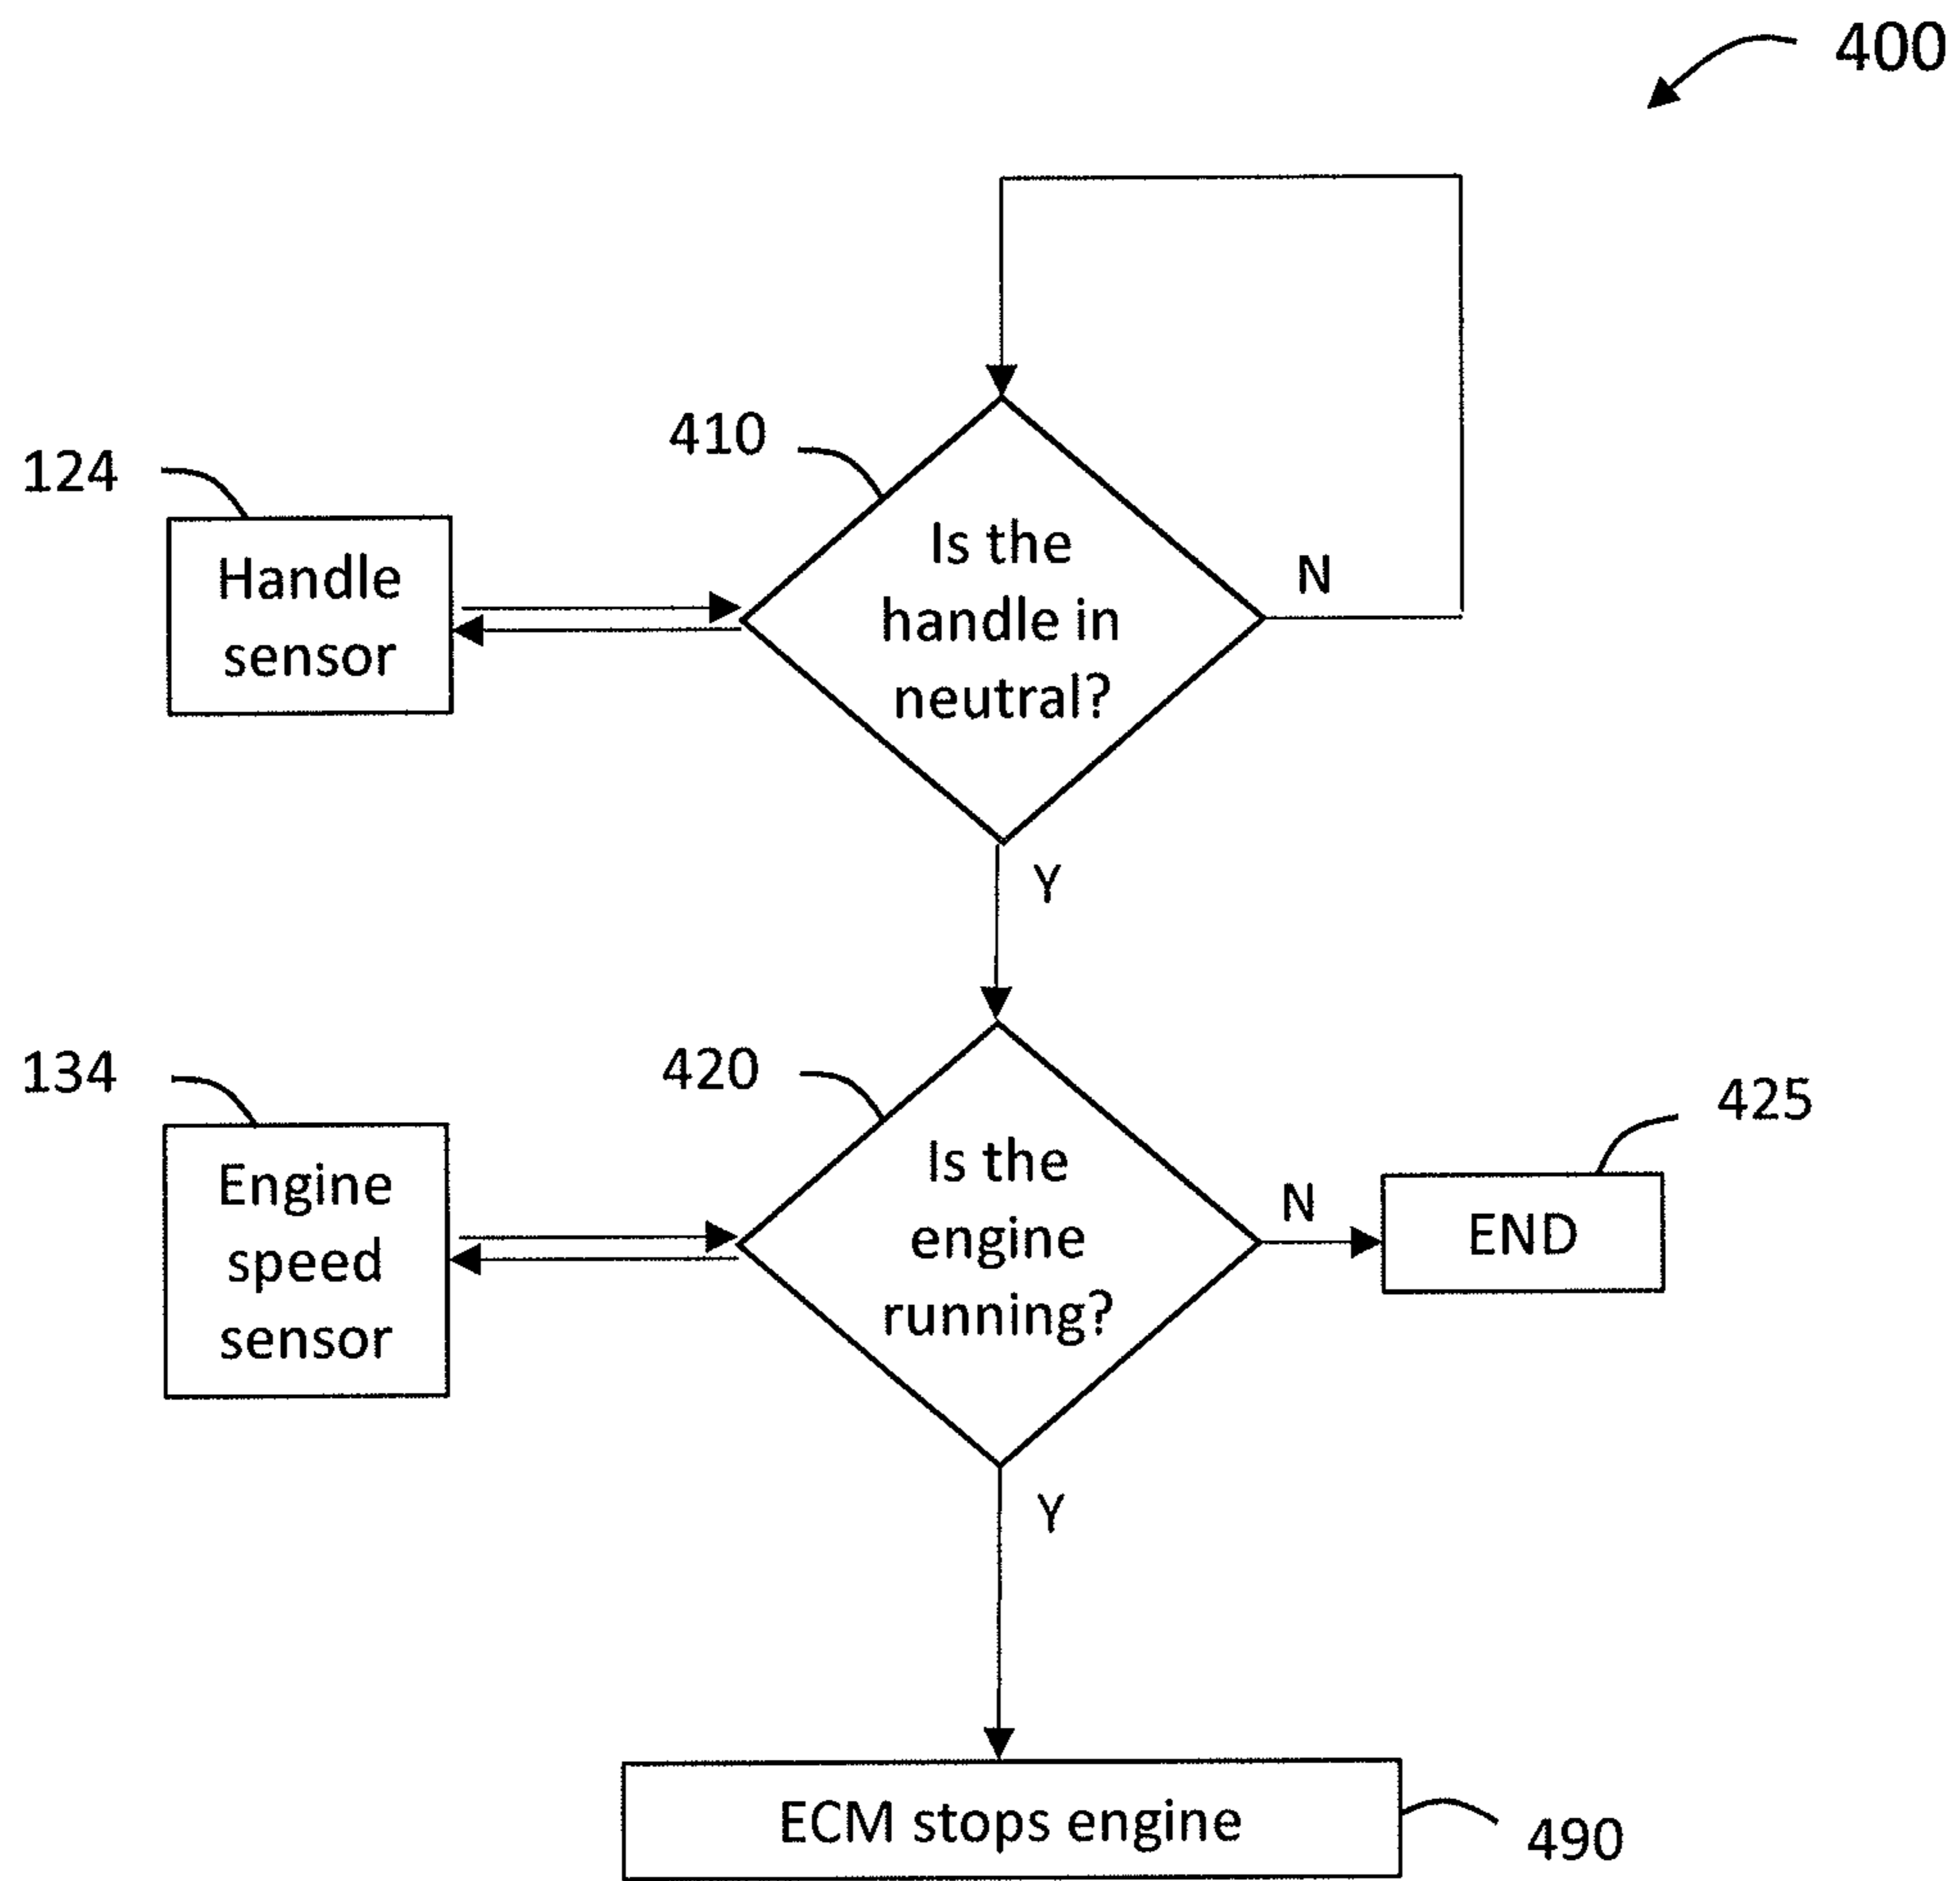 400
410
124
Is the
handle in
neutral?
N
Handle
sensor
Y
134
420
425
Is the
engine
running?
N
END
Engine
speed
sensor
Y
ECM stops engine
490